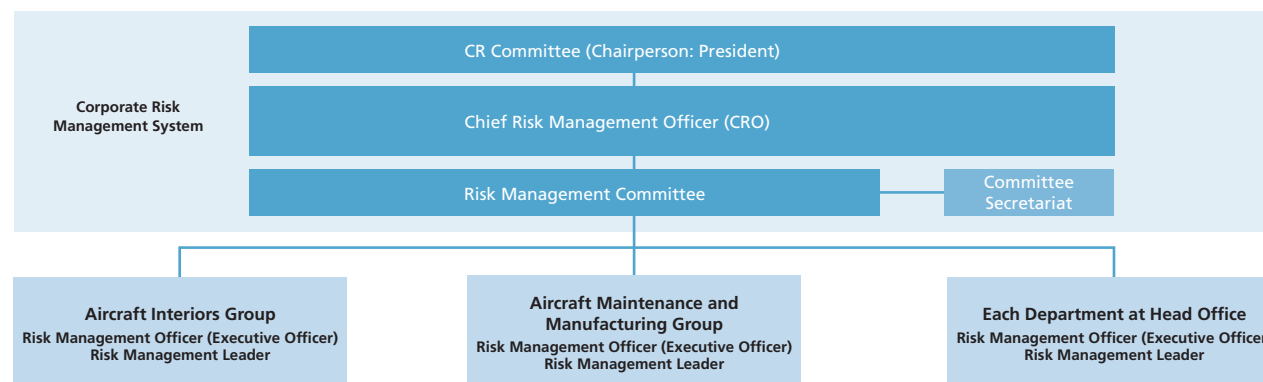 CR Committee (Chairperson: President)
Corporate Risk
Management System
Chief Risk Management Officer (CRO)
Risk Management Committee
Committee
Secretariat
Aircraft Interiors Group
Risk Management Officer (Executive Officer)
Risk Management Leader
Aircraft Maintenance and
Manufacturing Group
Risk Management Officer (Executive Officer)
Risk Management Leader
Each Department at Head Office
Risk Management Officer (Executive Officer
Risk Management Leader